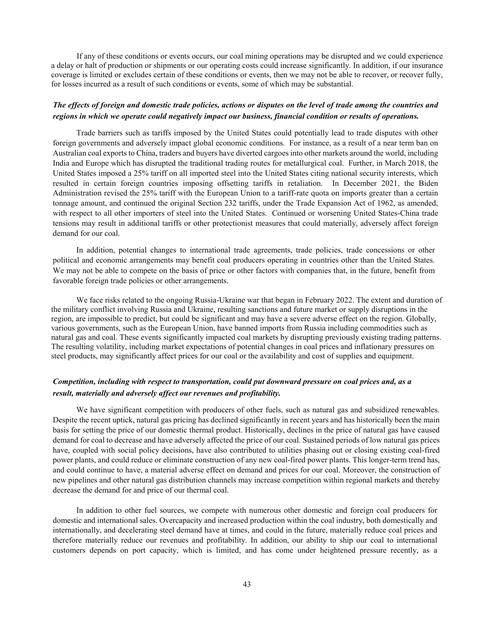 If any of these conditions or events occurs, our coal mining operations may be disrupted and we could experience
a delay or halt of production or shipments or our operating costs could increase significantly. In addition, if our insurance
coverage is limited or excludes certain of these conditions or events, then we may not be able to recover, or recover fully,
for losses incurred as a result of such conditions or events, some of which may be substantial.
The effects of foreign and domestic trade policies, actions or disputes on the level of trade among the countries and
regions in which we operate could negatively impact our business, financial condition or results of operations.
Trade barriers such as tariffs imposed by the United States could potentially lead to trade disputes with other
foreign governments and adversely impact global economic conditions. For instance, as a result of a near term ban on
Australian coal exports to China, traders and buyers have diverted cargoes into other markets around the world, including
India and Europe which has disrupted the traditional trading routes for metallurgical coal. Further, in March 2018, the
United States imposed a 25% tariff on all imported steel into the United States citing national security interests, which
resulted in certain foreign countries imposing offsetting tariffs in retaliation. In December 2021, the Biden
Administration revised the 25% tariff with the European Union to a tariff-rate quota on imports greater than a certain
tonnage amount, and continued the original Section 232 tariffs, under the Trade Expansion Act of 1962, as amended,
with respect to all other importers of steel into the United States. Continued or worsening United States-China trade
tensions may result in additional tariffs or other protectionist measures that could materially, adversely affect foreign
demand for our coal.
In addition, potential changes to international trade agreements, trade policies, trade concessions or other
political and economic arrangements may benefit coal producers operating in countries other than the United States.
We may not be able to compete on the basis of price or other factors with companies that, in the future, benefit from
favorable foreign trade policies or other arrangements.
We face risks related to the ongoing Russia-Ukraine war that began in February 2022. The extent and duration of
the military conflict involving Russia and Ukraine, resulting sanctions and future market or supply disruptions in the
region, are impossible to predict, but could be significant and may have a severe adverse effect on the region. Globally,
various governments, such as the European Union, have banned imports from Russia including commodities such as
natural gas and coal. These events significantly impacted coal markets by disrupting previously existing trading patterns.
The resulting volatility, including market expectations of potential changes in coal prices and inflationary pressures on
steel products, may significantly affect prices for our coal or the availability and cost of supplies and equipment.
Competition, including with respect to transportation, could put downward pressure on coal prices and, as a
result, materially and adversely affect our revenues and profitability.
We have significant competition with producers of other fuels, such as natural gas and subsidized renewables.
Despite the recent uptick, natural gas pricing has declined significantly in recent years and has historically been the main
basis for setting the price of our domestic thermal product. Historically, declines in the price of natural gas have caused
demand for coal to decrease and have adversely affected the price of our coal. Sustained periods of low natural gas prices
have, coupled with social policy decisions, have also contributed to utilities phasing out or closing existing coal-fired
power plants, and could reduce or eliminate construction of any new coal-fired power plants. This longer-term trend has,
and could continue to have, a material adverse effect on demand and prices for our coal. Moreover, the construction of
new pipelines and other natural gas distribution channels may increase competition within regional markets and thereby
decrease the demand for and price of our thermal coal.
In addition to other fuel sources, we compete with numerous other domestic and foreign coal producers for
domestic and international sales. Overcapacity and increased production within the coal industry, both domestically and
internationally, and decelerating steel demand have at times, and could in the future, materially reduce coal prices and
therefore materially reduce our revenues and profitability. In addition, our ability to ship our coal to international
customers depends on port capacity, which is limited, and has come under heightened pressure recently, as a
43